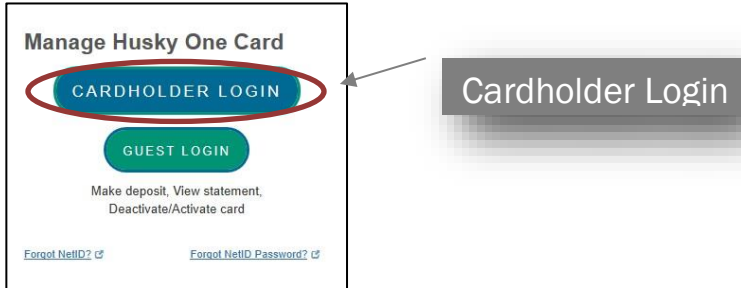 Manage Husky One Card
CARDHOLDER LOGIN
GUEST LOGIN
Make deposit, View statement,
Deactivate/Activate card
Forgot NetID?
Forgot NetID Password?
Cardholder Login